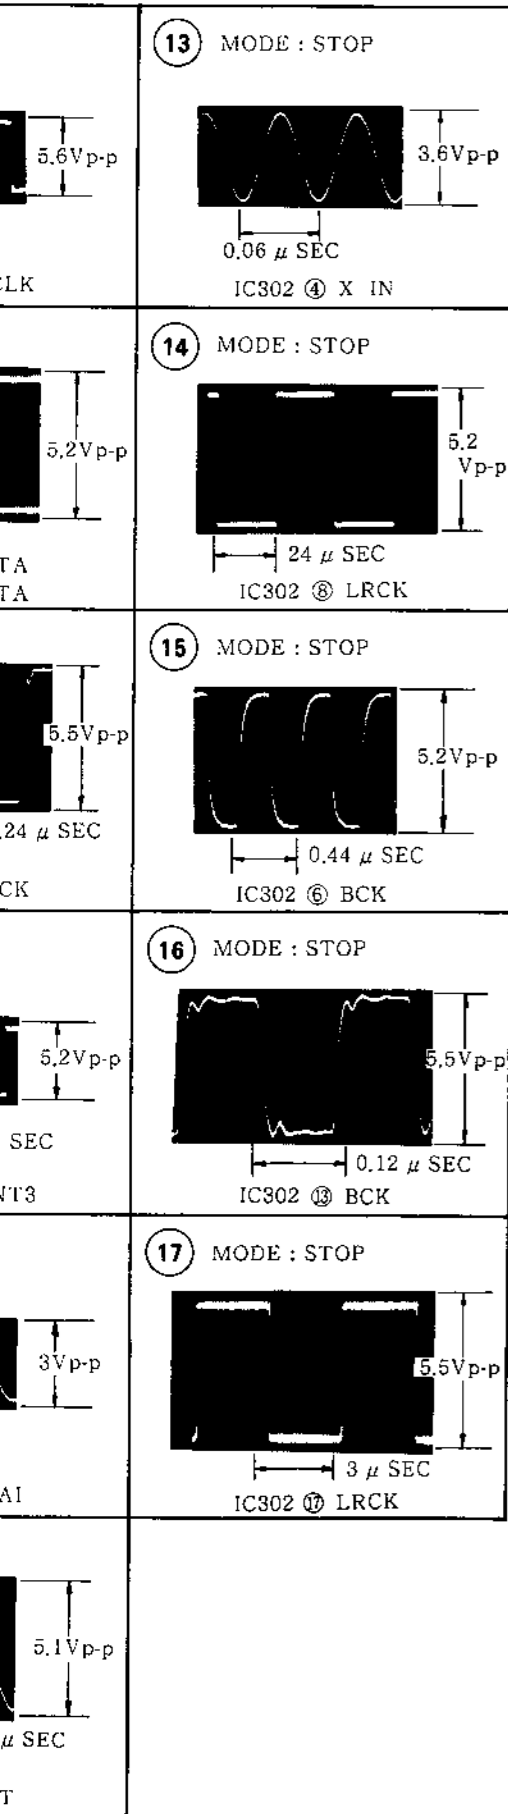 5.6Vp-p
CLK
5.2Vp-p
TA
TA
5.5Vp-p
.24 μ SEC
CK
5.2Vp-p
SEC
NT3
3Vp-p
AI
5.1Vp-p
μ SEC
T
13 MODE : STOP
3.6Vp-p
0.06 μ SEC
IC302 ④ X IN
14 MODE : STOP
5.2
Vp-p
24 μ SEC
IC302 ⑧ LRCK
15 MODE : STOP
5.2Vp-p
0.44 μ SEC
IC302 ⑥ BCK
16 MODE : STOP
5.5Vp-p
0.12 μ SEC
IC302 ⑬ BCK
17 MODE : STOP
5.5Vp-p
3 μ SEC
IC302 ⑰ LRCK